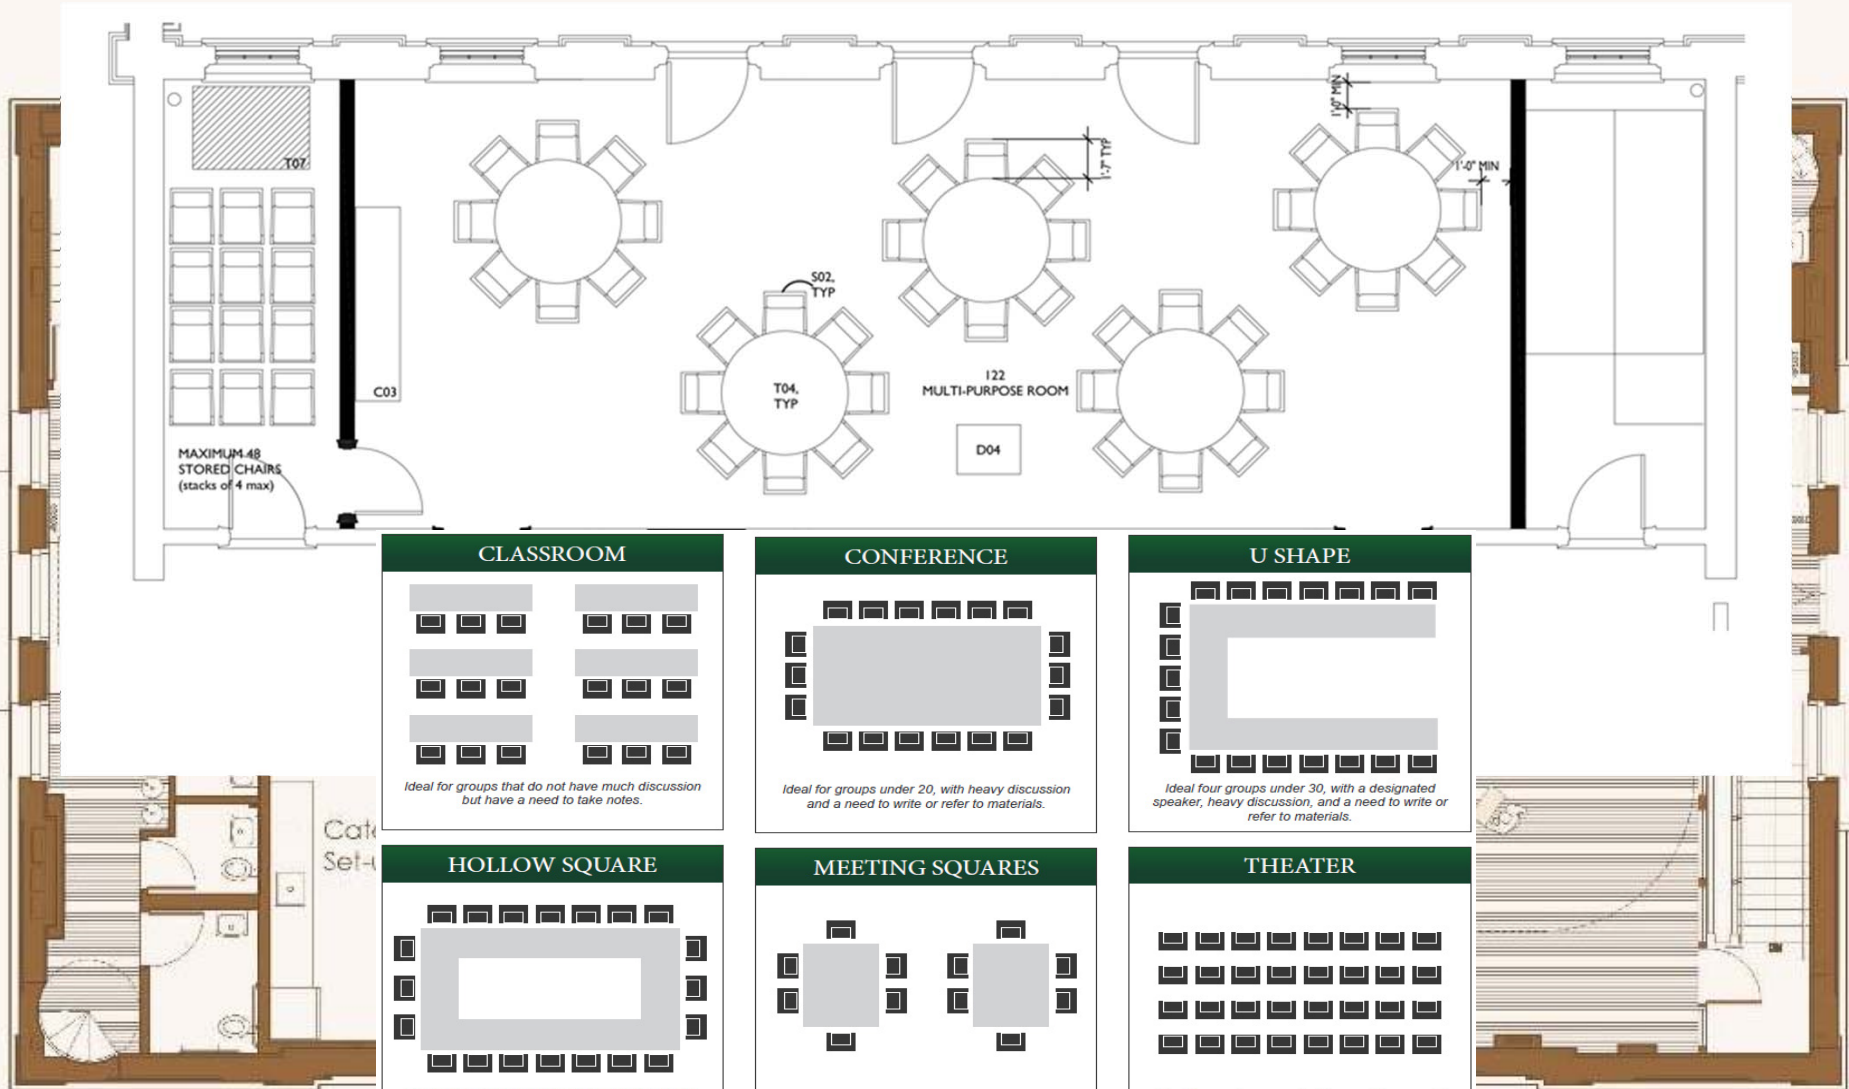 T07
1'-0" MIN
1'-0" MIN
1'-7" TYP
S02,
TYP
C03
T04,
TYP
122
MULTI-PURPOSE ROOM
D04
MAXIMUM 48
STORED CHAIRS
(stacks of 4 max)
CLASSROOM
Ideal for groups that do not have much discussion
but have a need to take notes.
CONFERENCE
Ideal for groups under 20, with heavy discussion
and a need to write or refer to materials.
U SHAPE
Ideal four groups under 30, with a designated
speaker, heavy discussion, and a need to write or
refer to materials.
Cate
Set-u
HOLLOW SQUARE
MEETING SQUARES
THEATER